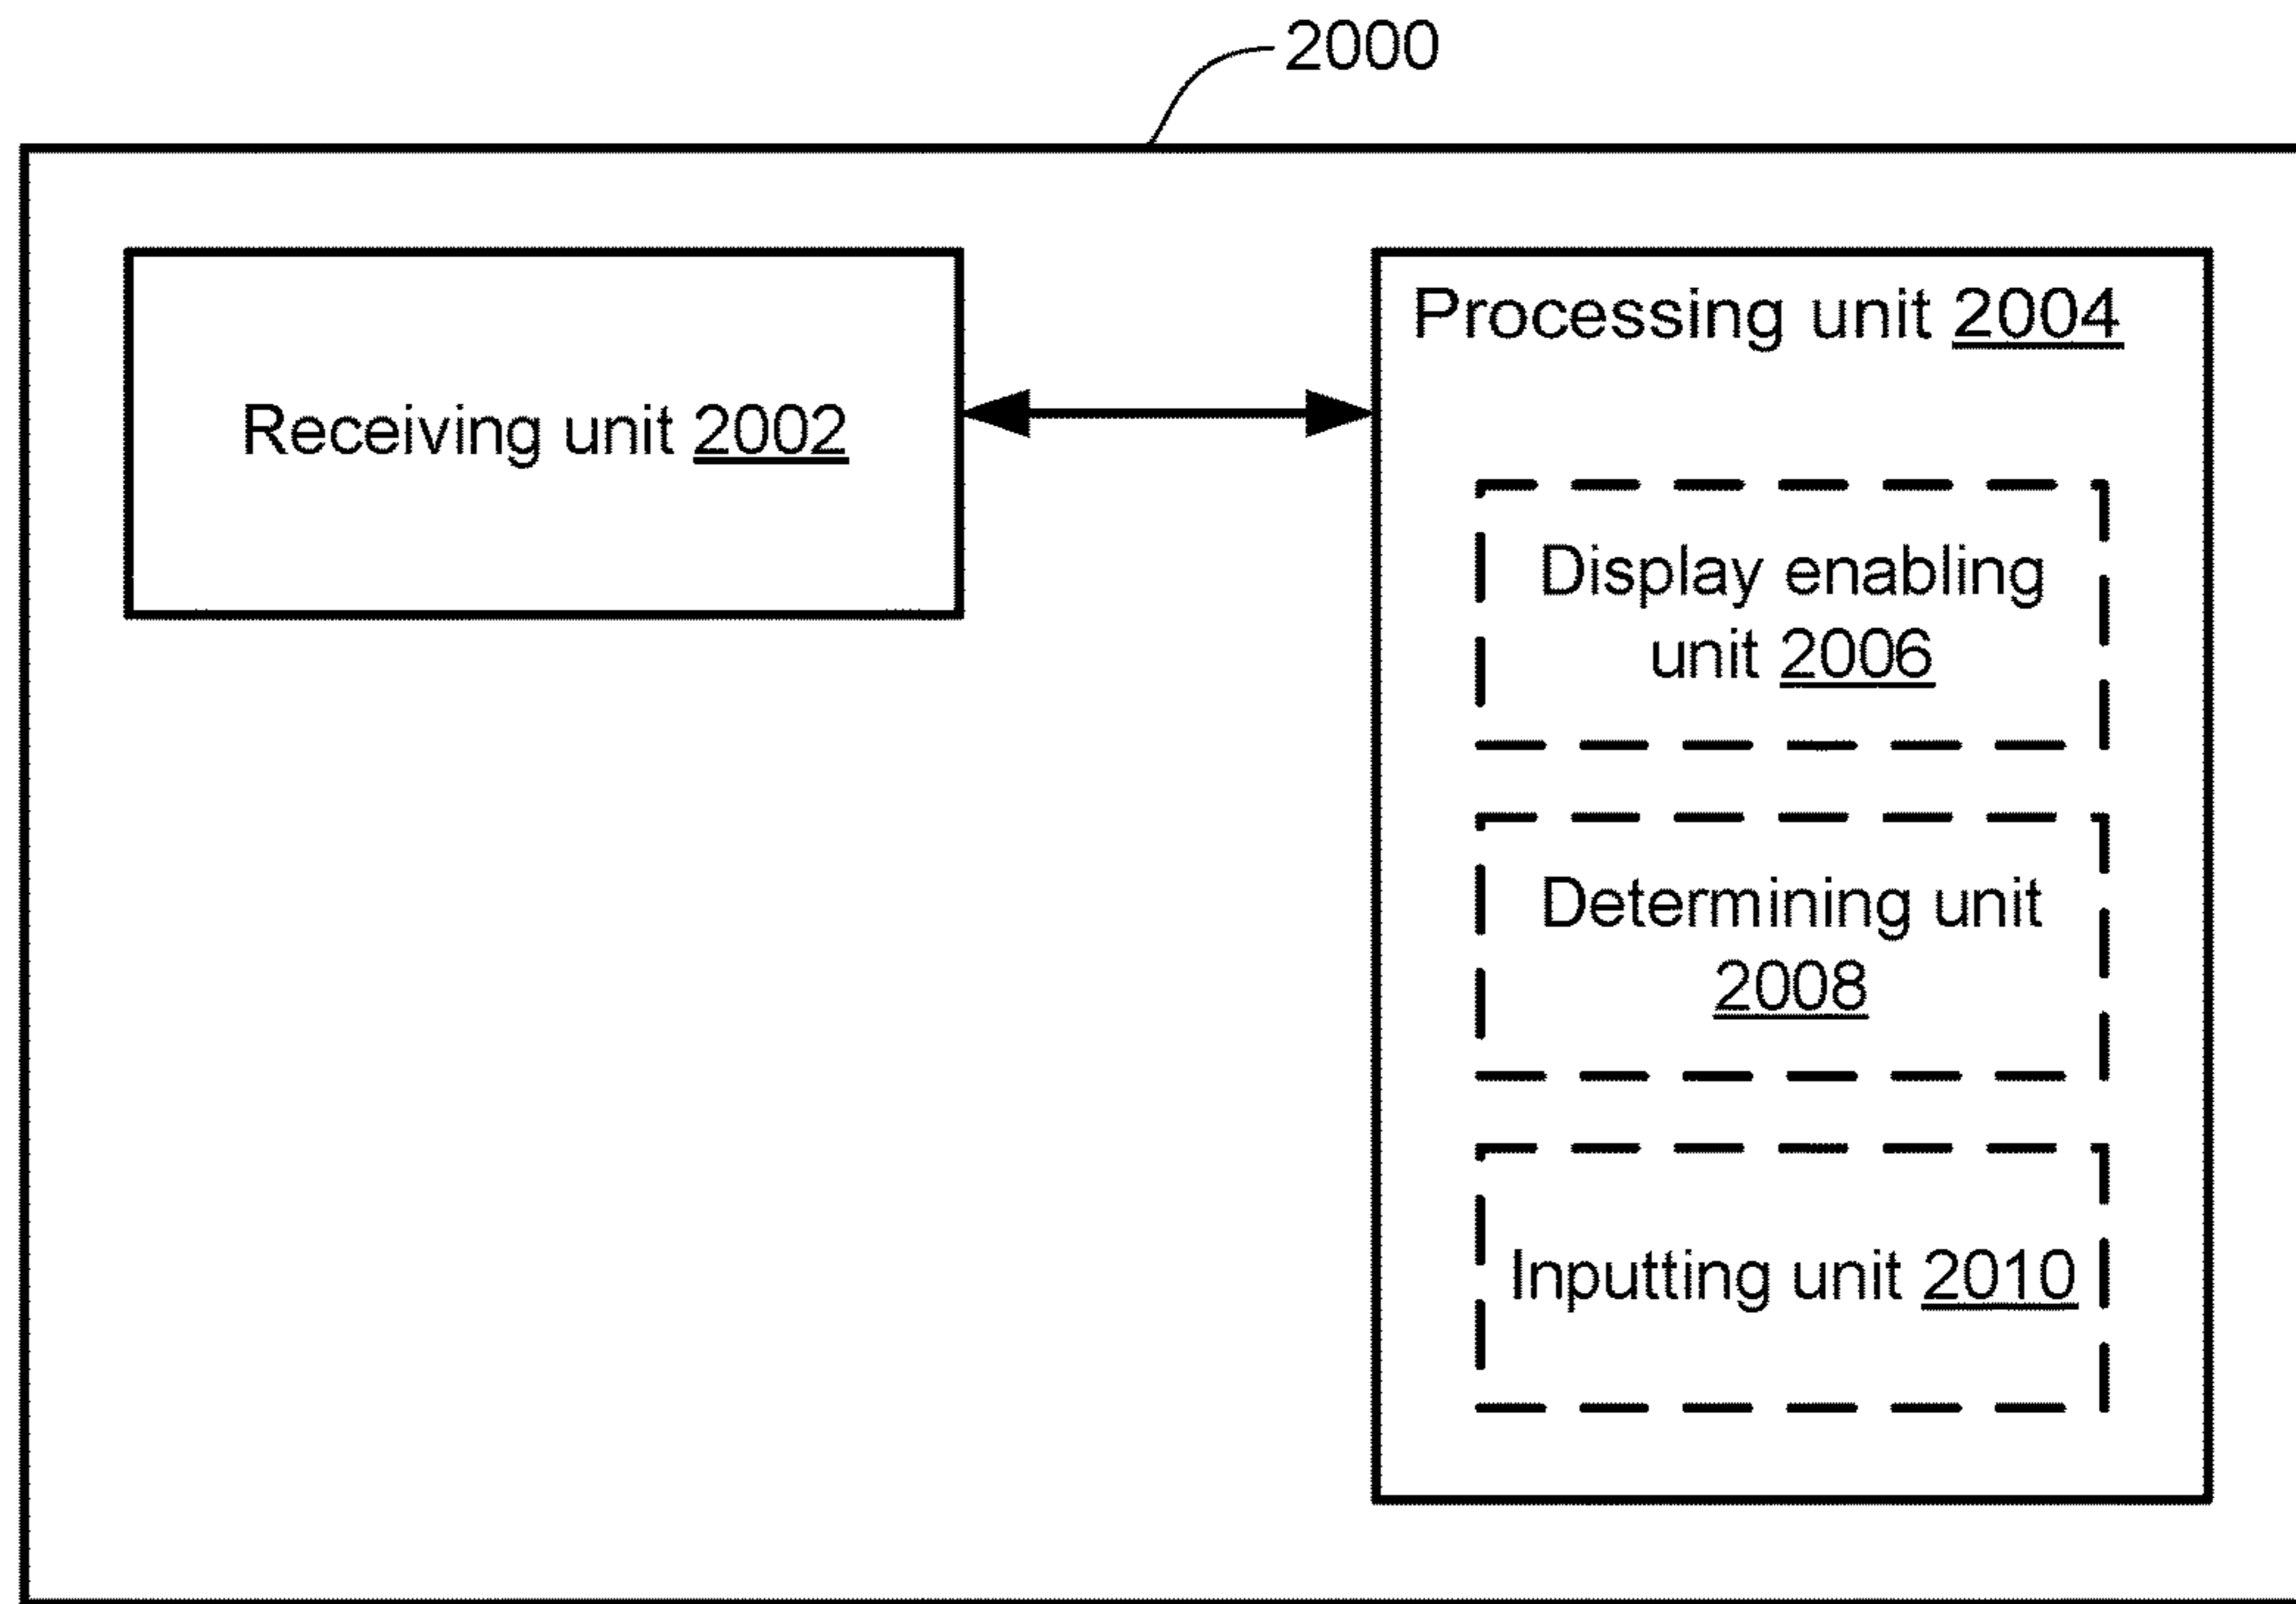 2000
Receiving unit 2002
Processing unit 2004
Display enabling
unit 2006
Determining unit
2008
Inputting unit 2010